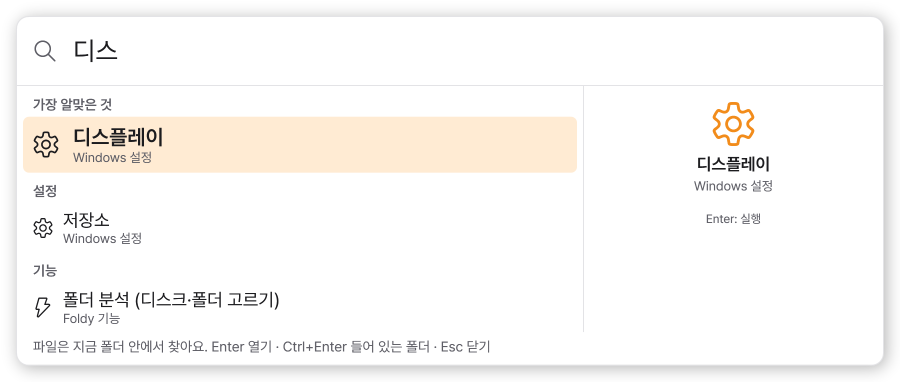 디스
가장 알맞은 것
디스플레이
Windows 설정
설정
저장소
Windows 설정
기능
폴더 분석 (디스크·폴더 고르기)
Foldy 기능
파일은 지금 폴더 안에서 찾아요. Enter 열기 · Ctrl+Enter 들어 있는 폴더 · Esc 닫기
디스플레이
Windows 설정
Enter: 실행